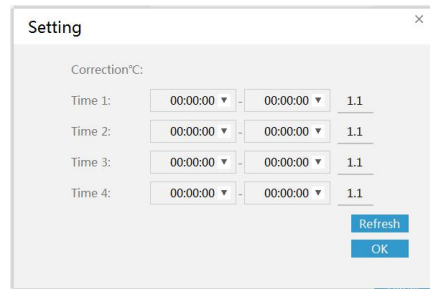 Setting
Correction℃:
Time 1: 00:00:00 - 00:00:00 1.1
Time 2: 00:00:00 - 00:00:00 1.1
Time 3: 00:00:00 - 00:00:00 1.1
Time 4: 00:00:00 - 00:00:00 1.1
Refresh
OK